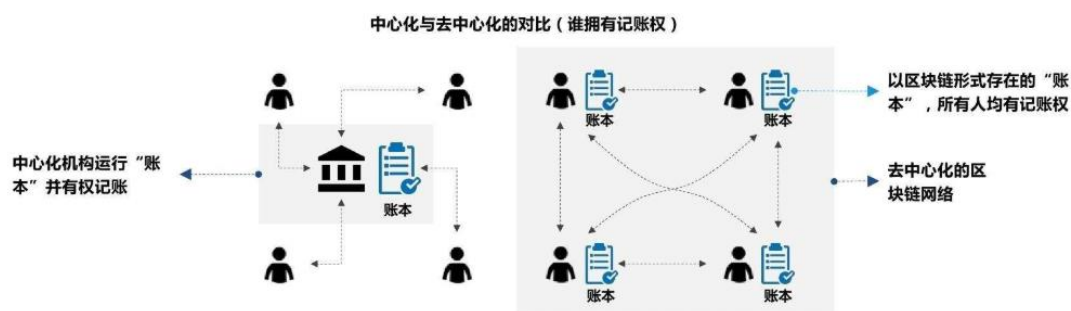 中心化与去中心化的对比（谁拥有记账权）
中心化机构运行“账
本”并有权记账
账本
账本
账本
账本
账本
以区块链形式存在的“账
本”，所有人均有记账权
去中心化的区
块链网络